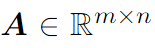 𝑨 ∈ ℝ^{m×n}